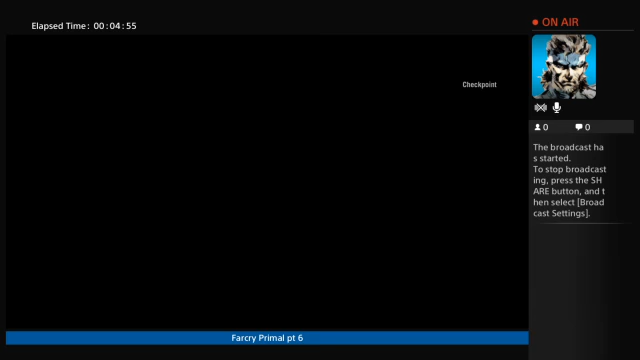 Elapsed Time: 00:04:55
ON AIR
Checkpoint
0 0
The broadcast ha
s started.
To stop broadcast
ing, press the SH
ARE button, and t
hen select [Broad
cast Settings].
Farcry Primal pt 6